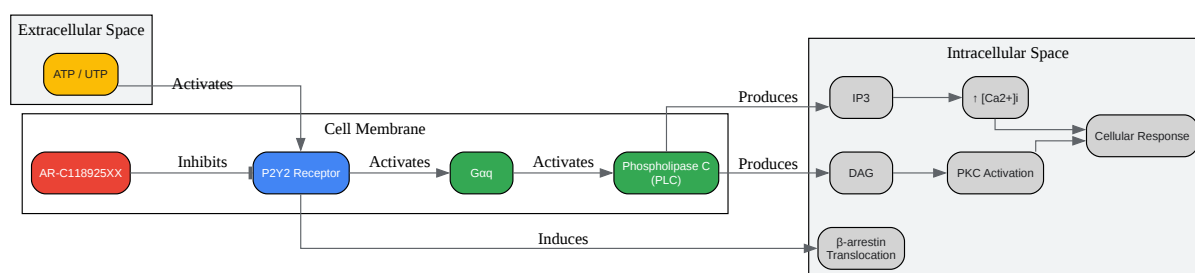 Extracellular Space
ATP / UTP
Activates
Cell Membrane
AR-C118925XX
Inhibits
P2Y2 Receptor
Activates
Gαq
Activates
Phospholipase C
(PLC)
Produces
Produces
Induces
Intracellular Space
IP3
↑ [Ca2+]i
Cellular Response
DAG
PKC Activation
β-arrestin
Translocation